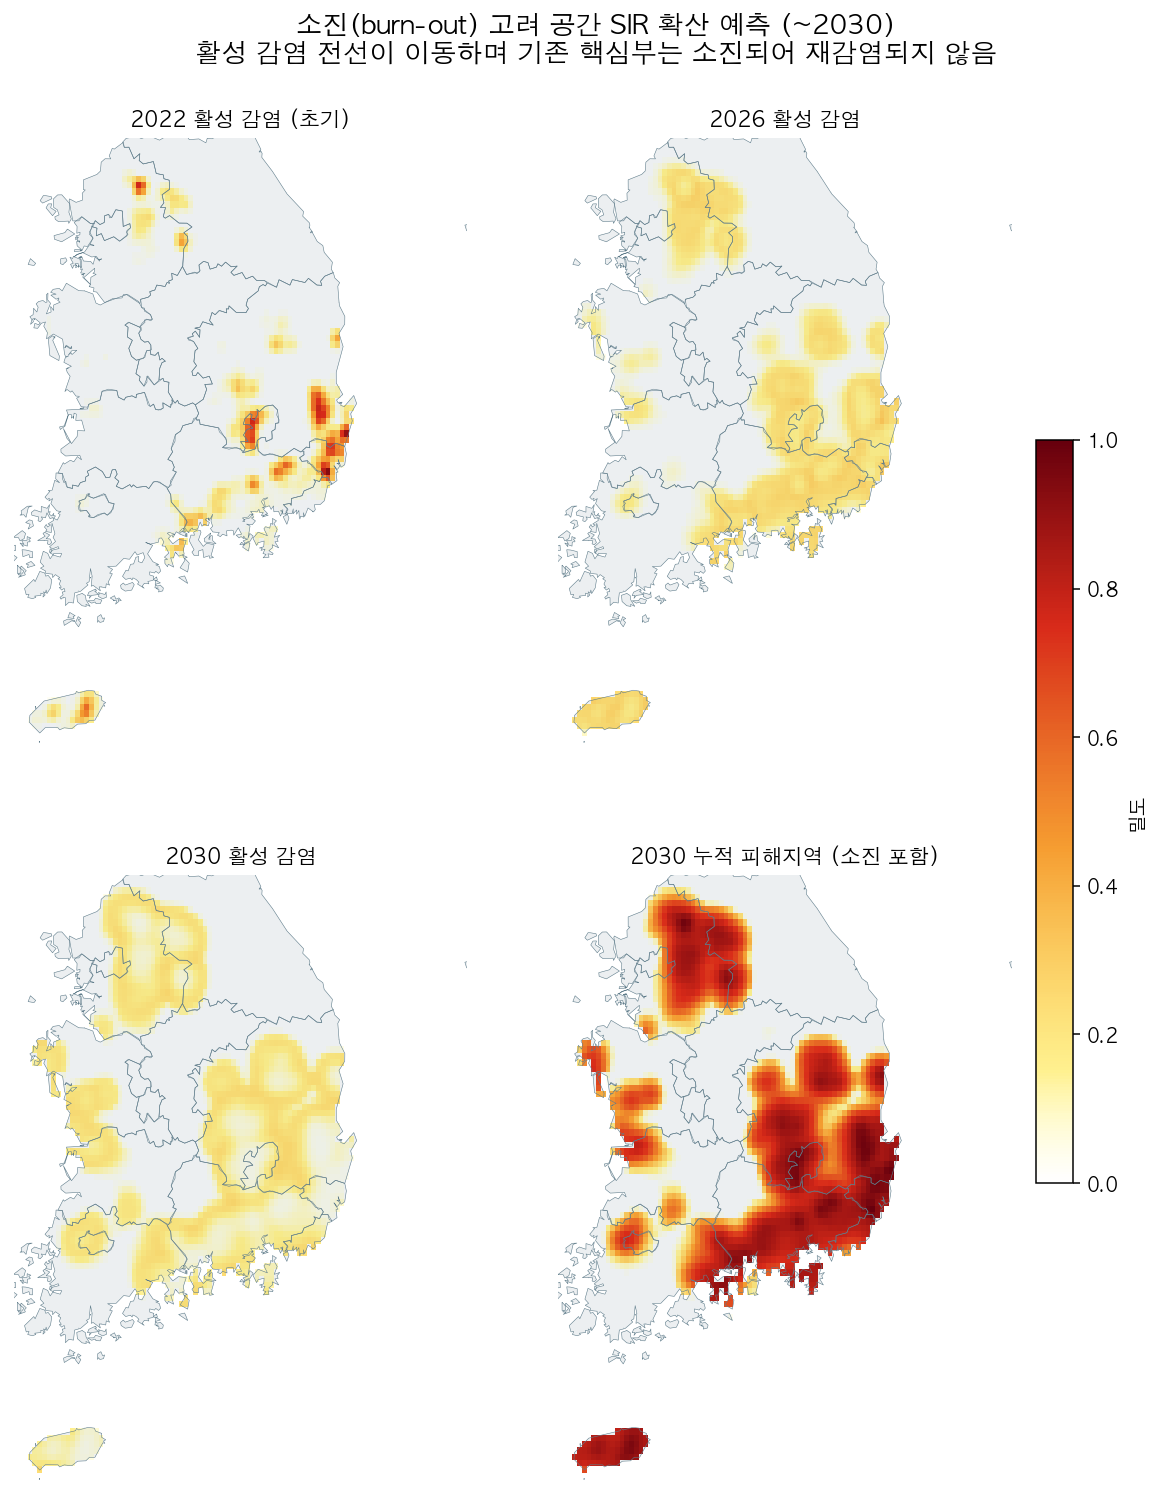 소진(burn-out) 고려 공간 SIR 확산 예측 (~2030)
활성 감염 전선이 이동하며 기존 핵심부는 소진되어 재감염되지 않음
2022 활성 감염 (초기)
2026 활성 감염
1.0
0.8
0.6
0.4
0.2
0.0
밀도
2030 활성 감염
2030 누적 피해지역 (소진 포함)